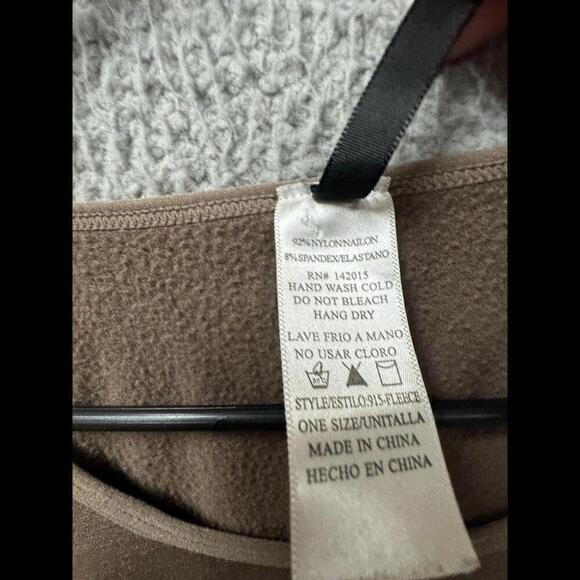 92%NYLON/NAILON
8%SPANDEX/ELASTANO
RN# 142015
HAND WASH COLD
DO NOT BLEACH
HANG DRY
LAVE FRIO A MANO
NO USAR CLORO
STYLE/ESTILO:915-FLEECE
ONE SIZE/UNITALLA
MADE IN CHINA
HECHO EN CHINA